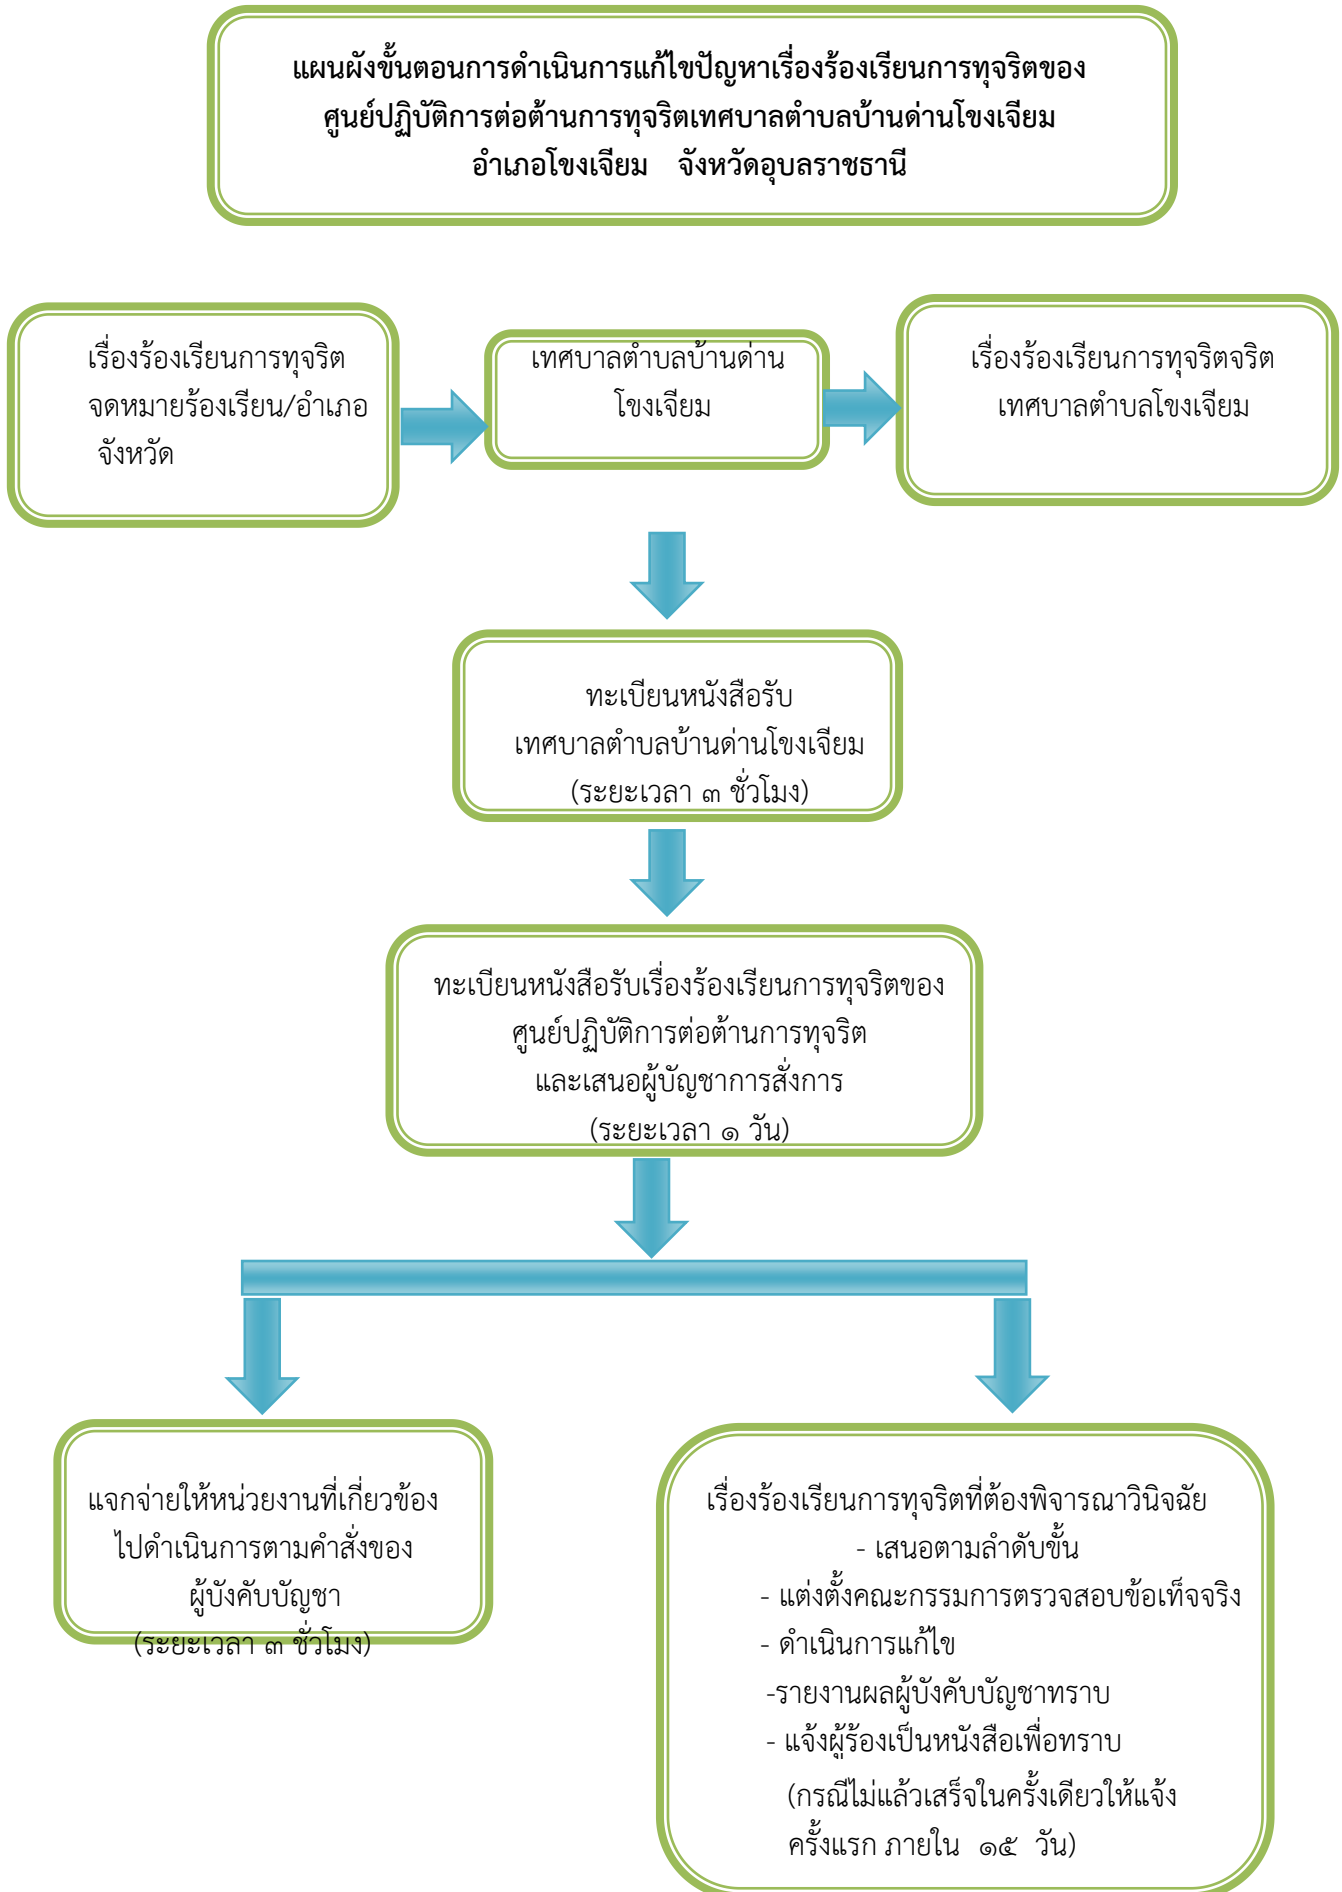 แผนผังขั้นตอนการดำเนินการแก้ไขปัญหาเรื่องร้องเรียนการทุจริตของ
ศูนย์ปฏิบัติการต่อต้านการทุจริตเทศบาลตำบลบ้านด่านโขงเจียม
อำเภอโขงเจียม จังหวัดอุบลราชธานี
เรื่องร้องเรียนการทุจริต
จดหมายร้องเรียน/อำเภอ
จังหวัด
เทศบาลตำบลบ้านด่าน
โขงเจียม
เรื่องร้องเรียนการทุจริตจริต
เทศบาลตำบลโขงเจียม
ทะเบียนหนังสือรับ
เทศบาลตำบลบ้านด่านโขงเจียม
(ระยะเวลา ๓ ชั่วโมง)
ทะเบียนหนังสือรับเรื่องร้องเรียนการทุจริตของ
ศูนย์ปฏิบัติการต่อต้านการทุจริต
และเสนอผู้บัญชาการสั่งการ
(ระยะเวลา ๑ วัน)
แจกจ่ายให้หน่วยงานที่เกี่ยวข้อง
ไปดำเนินการตามคำสั่งของ
ผู้บังคับบัญชา
(ระยะเวลา ๓ ชั่วโมง)
เรื่องร้องเรียนการทุจริตที่ต้องพิจารณาวินิจฉัย
- เสนอตามลำดับขั้น
- แต่งตั้งคณะกรรมการตรวจสอบข้อเท็จจริง
- ดำเนินการแก้ไข
-รายงานผลผู้บังคับบัญชาทราบ
- แจ้งผู้ร้องเป็นหนังสือเพื่อทราบ
(กรณีไม่แล้วเสร็จในครั้งเดียวให้แจ้ง
ครั้งแรก ภายใน ๑๕ วัน)